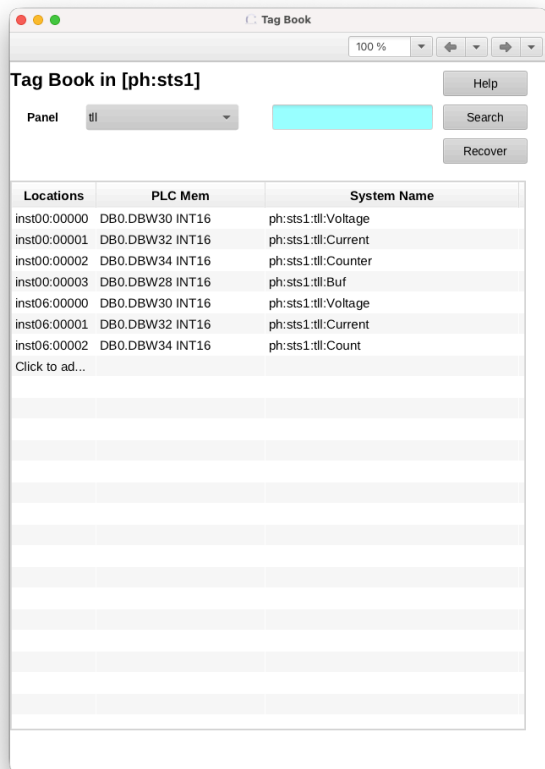 Tag Book
100 %
Tag Book in [ph:sts1]
Help
Panel tll Search
Recover
Locations PLC Mem System Name
inst00:00000 DB0.DBW30 INT16 ph:sts1:tll:Voltage
inst00:00001 DB0.DBW32 INT16 ph:sts1:tll:Current
inst00:00002 DB0.DBW34 INT16 ph:sts1:tll:Counter
inst00:00003 DB0.DBW28 INT16 ph:sts1:tll:Buf
inst06:00000 DB0.DBW30 INT16 ph:sts1:tll:Voltage
inst06:00001 DB0.DBW32 INT16 ph:sts1:tll:Current
inst06:00002 DB0.DBW34 INT16 ph:sts1:tll:Count
Click to ad...